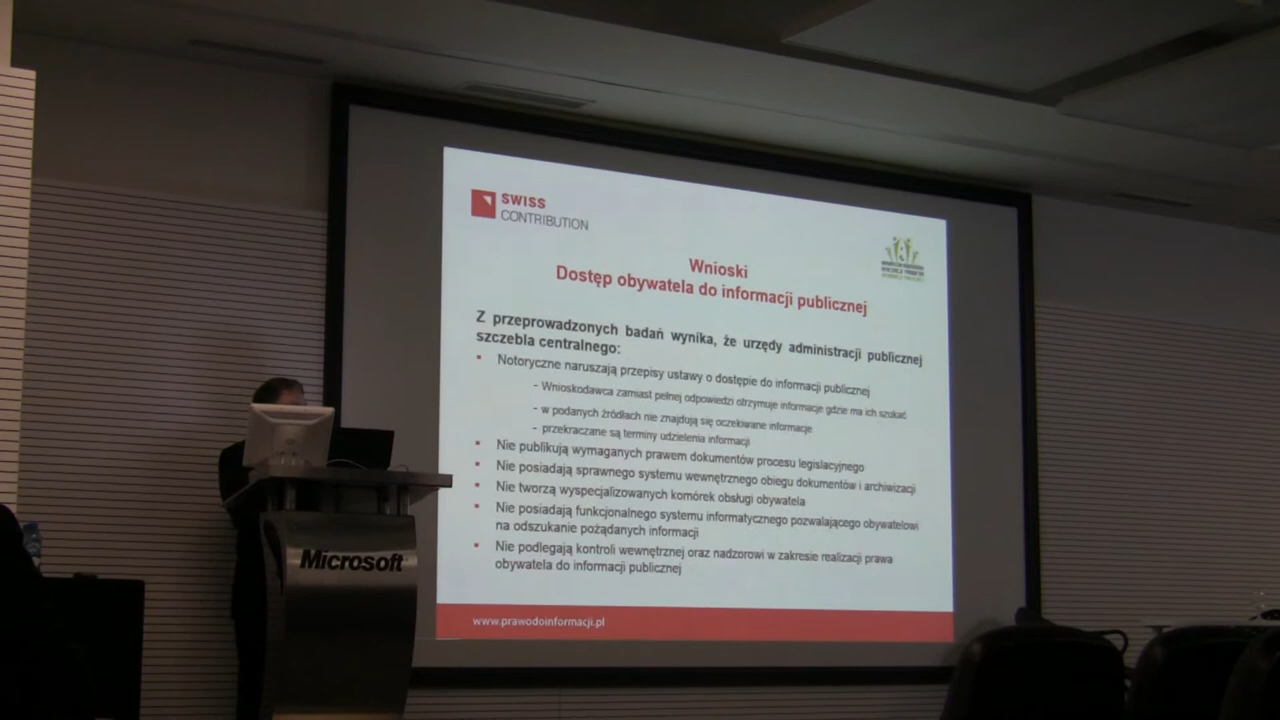 SWISS
CONTRIBUTION
Wnioski
Dostęp obywatela do informacji publicznej
Z przeprowadzonych badań wynika, że urzędy administracji publicznej
szczebla centralnego:
▪ Notoryczne naruszają przepisy ustawy o dostępie do informacji publicznej
- Wnioskodawca zamiast pełnej odpowiedzi otrzymuje informacje gdzie ma ich szukać
- w podanych źródłach nie znajdują się oczekiwane informacje
- przekraczane są terminy udzielenia informacji
▪ Nie publikują wymaganych prawem dokumentów procesu legislacyjnego
▪ Nie posiadają sprawnego systemu wewnętrznego obiegu dokumentów i archiwizacji
▪ Nie tworzą wyspecjalizowanych komórek obsługi obywatela
▪ Nie posiadają funkcjonalnego systemu informatycznego pozwalającego obywatelowi
na odszukanie pożądanych informacji
▪ Nie podlegają kontroli wewnętrznej oraz nadzorowi w zakresie realizacji prawa
obywatela do informacji publicznej
www.prawodoinformacji.pl
Microsoft